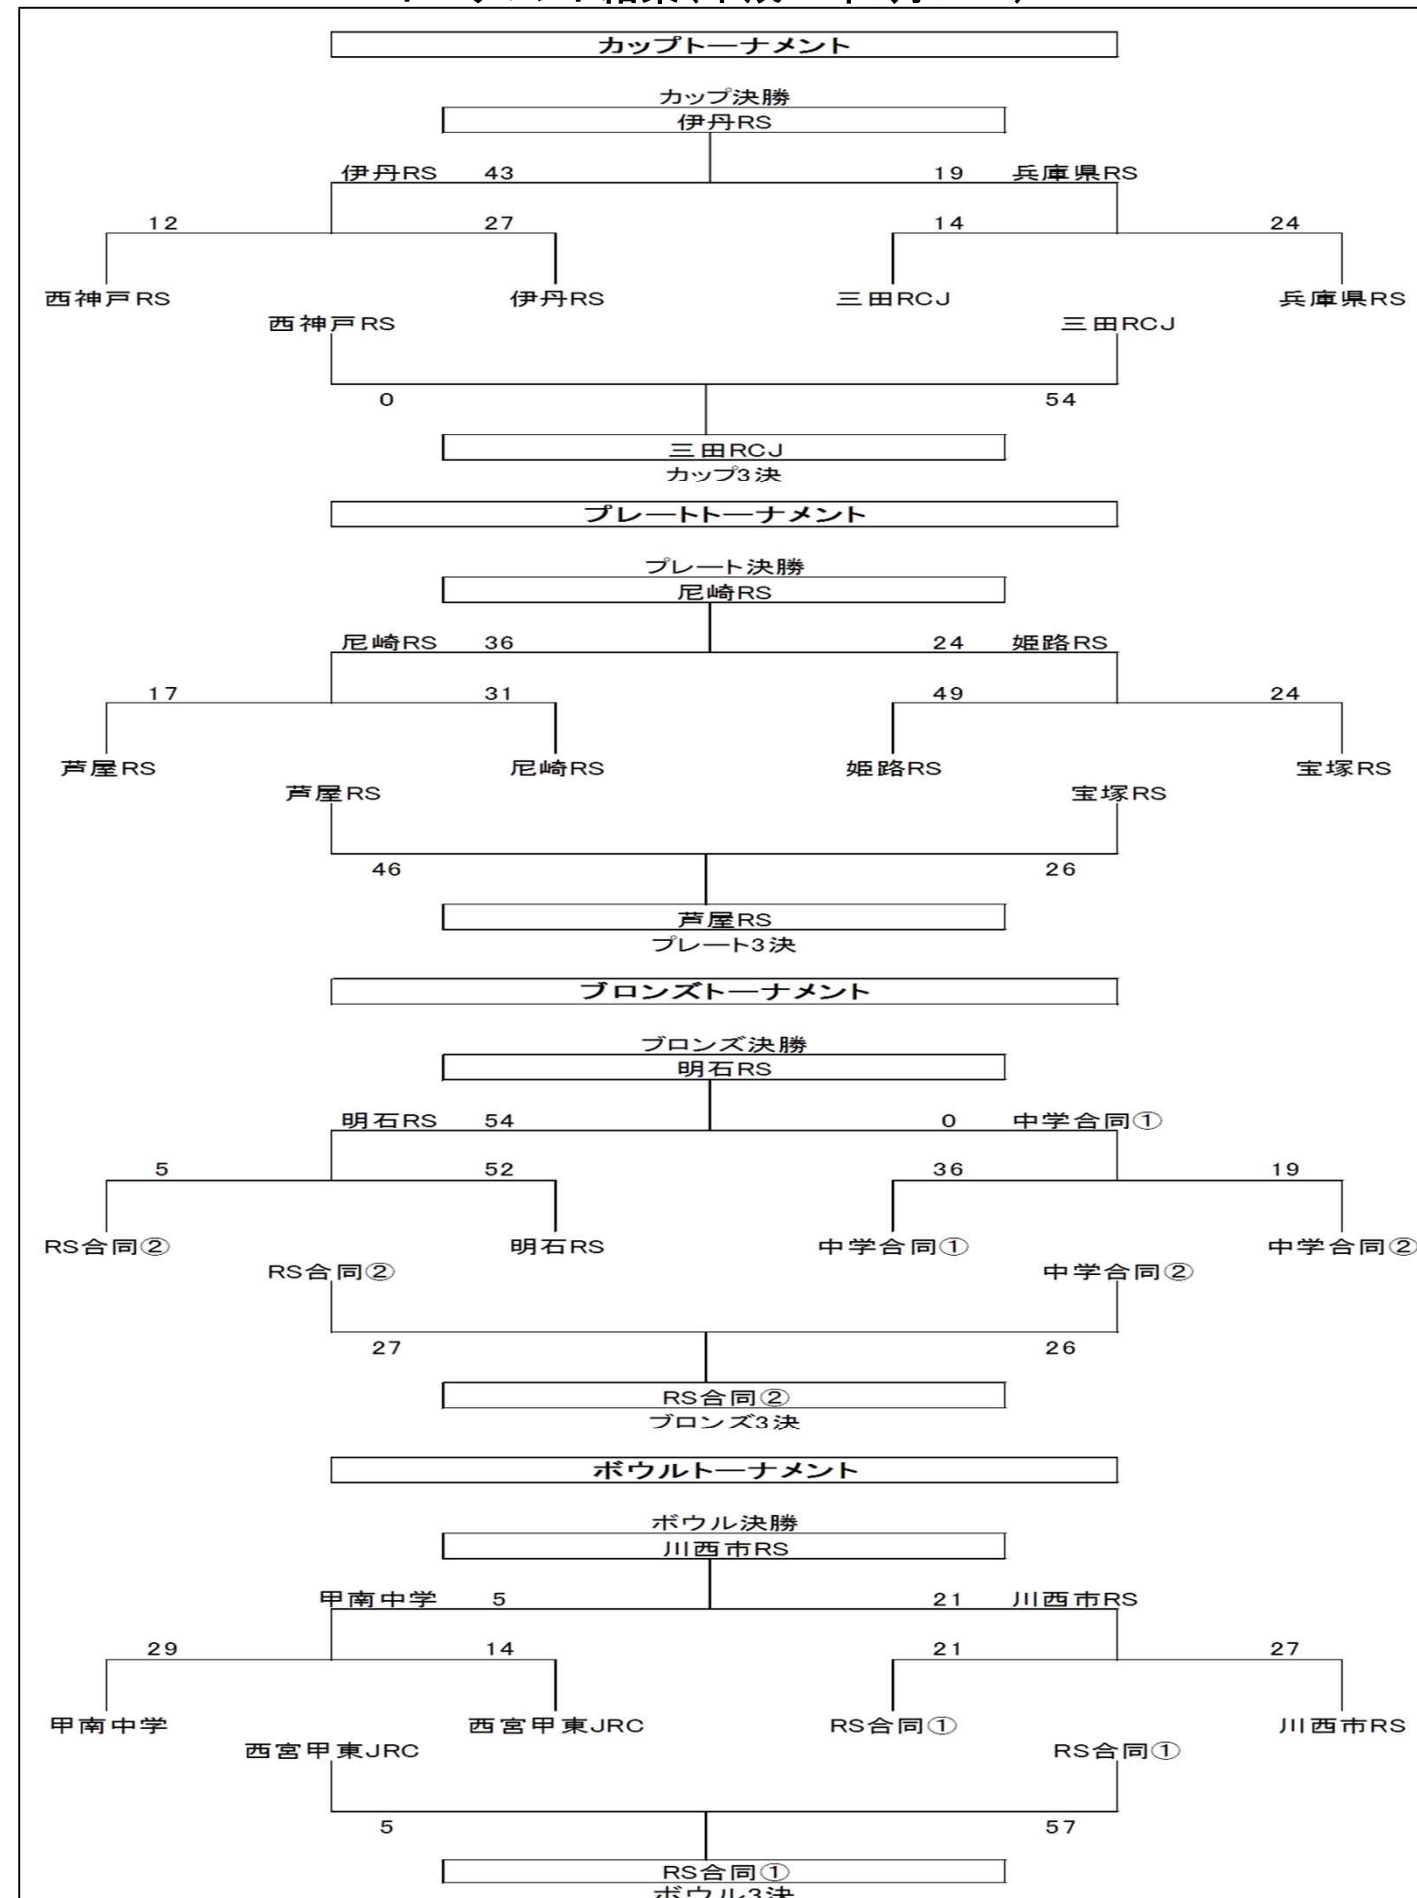 カップトーナメント
カップ決勝
伊丹RS
伊丹RS 43 19 兵庫県RS
12 27 14 24
西神戸RS 伊丹RS 三田RCJ 兵庫県RS
西神戸RS 三田RCJ
0 54
三田RCJ
カップ3決
プレートトーナメント
プレート決勝
尼崎RS
尼崎RS 36 24 姫路RS
17 31 49 24
芦屋RS 尼崎RS 姫路RS 宝塚RS
芦屋RS 宝塚RS
46 26
芦屋RS
プレート3決
ブロンズトーナメント
ブロンズ決勝
明石RS
明石RS 54 0 中学合同①
5 52 36 19
RS合同② 明石RS 中学合同① 中学合同②
RS合同② 中学合同②
27 26
RS合同②
ブロンズ3決
ボウルトーナメント
ボウル決勝
川西市RS
甲南中学 5 21 川西市RS
29 14 21 27
甲南中学 西宮甲東JRC RS合同① 川西市RS
西宮甲東JRC RS合同①
5 57
RS合同①
ボウル3決